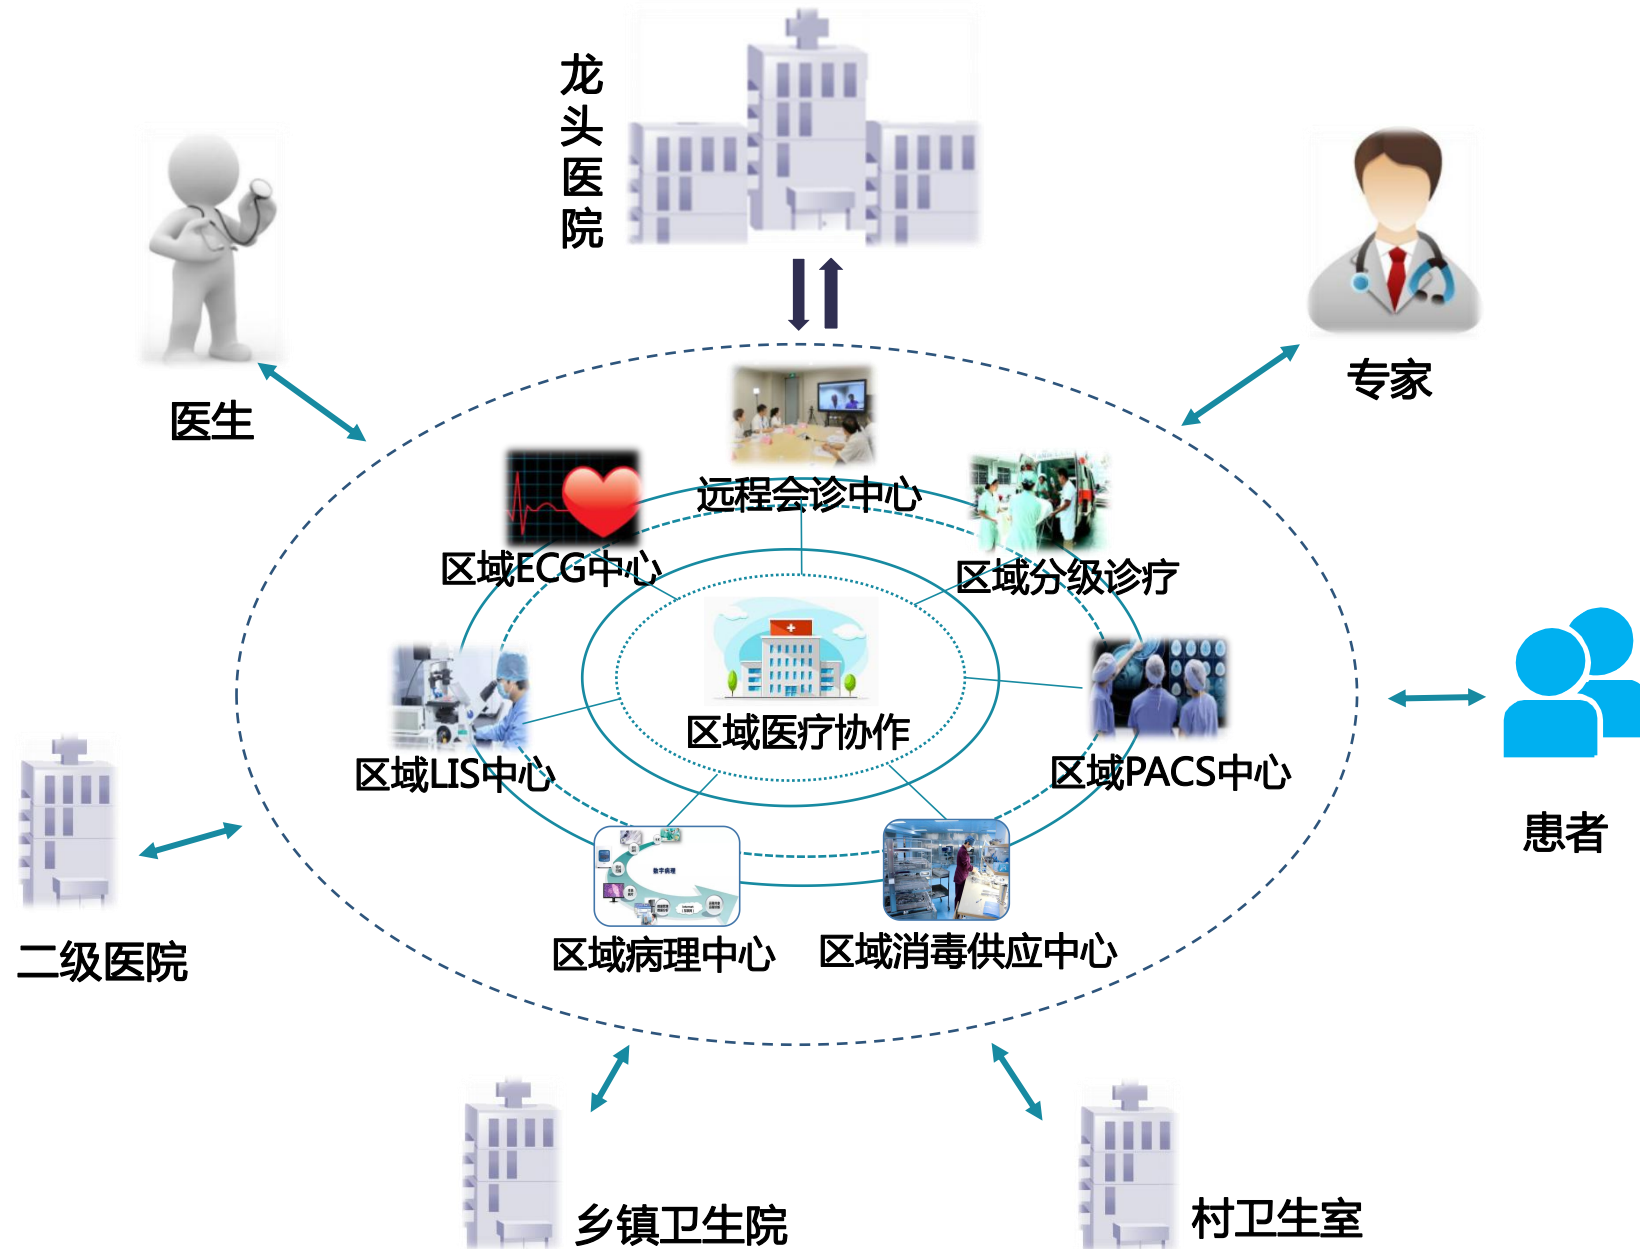 龙头医院
医生
专家
远程会诊中心
区域ECG中心
区域分级诊疗
区域医疗协作
区域LIS中心
区域PACS中心
患者
数字病理
区域病理中心
区域消毒供应中心
二级医院
乡镇卫生院
村卫生室